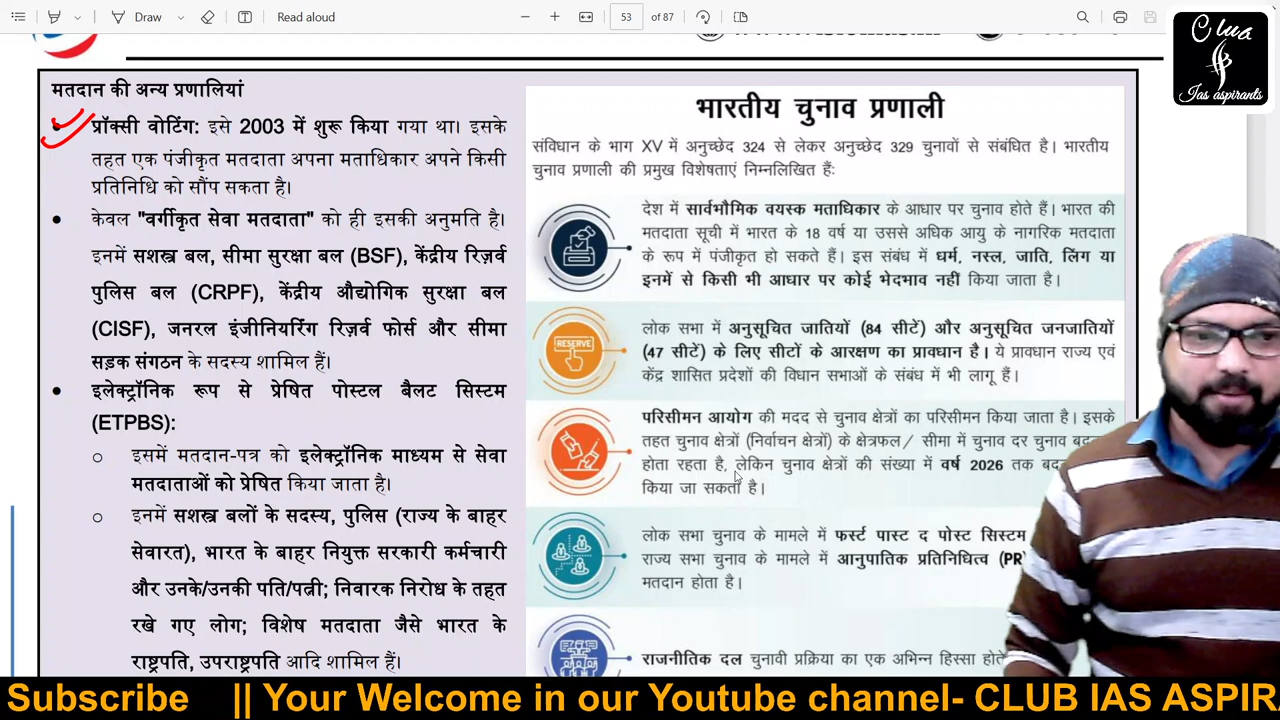 Draw
Read aloud
53
of 87
Club
Ias aspirants
मतदान की अन्य प्रणालियां
• प्रॉक्सी वोटिंग: इसे 2003 में शुरू किया गया था। इसके
तहत एक पंजीकृत मतदाता अपना मताधिकार अपने किसी
प्रतिनिधि को सौंप सकता है।
• केवल "वर्गीकृत सेवा मतदाता" को ही इसकी अनुमति है।
इनमें सशस्त्र बल, सीमा सुरक्षा बल (BSF), केंद्रीय रिज़र्व
पुलिस बल (CRPF), केंद्रीय औद्योगिक सुरक्षा बल
(CISF), जनरल इंजीनियरिंग रिज़र्व फोर्स और सीमा
सड़क संगठन के सदस्य शामिल हैं।
• इलेक्ट्रॉनिक रूप से प्रेषित पोस्टल बैलट सिस्टम
(ETPBS):
o इसमें मतदान-पत्र को इलेक्ट्रॉनिक माध्यम से सेवा
मतदाताओं को प्रेषित किया जाता है।
o इनमें सशस्त्र बलों के सदस्य, पुलिस (राज्य के बाहर
सेवारत), भारत के बाहर नियुक्त सरकारी कर्मचारी
और उनके/उनकी पति/पत्नी; निवारक निरोध के तहत
रखे गए लोग; विशेष मतदाता जैसे भारत के
राष्ट्रपति, उपराष्ट्रपति आदि शामिल हैं।
भारतीय चुनाव प्रणाली
संविधान के भाग XV में अनुच्छेद 324 से लेकर अनुच्छेद 329 चुनावों से संबंधित है। भारतीय
चुनाव प्रणाली की प्रमुख विशेषताएं निम्नलिखित हैं:
देश में सार्वभौमिक वयस्क मताधिकार के आधार पर चुनाव होते हैं। भारत की
मतदाता सूची में भारत के 18 वर्ष या उससे अधिक आयु के नागरिक मतदाता
के रूप में पंजीकृत हो सकते हैं। इस संबंध में धर्म, नस्ल, जाति, लिंग या
इनमें से किसी भी आधार पर कोई भेदभाव नहीं किया जाता है।
RESERVE
लोक सभा में अनुसूचित जातियों (84 सीटें) और अनुसूचित जनजातियों
(47 सीटें) के लिए सीटों के आरक्षण का प्रावधान है। ये प्रावधान राज्य एवं
केंद्र शासित प्रदेशों की विधान सभाओं के संबंध में भी लागू हैं।
परिसीमन आयोग की मदद से चुनाव क्षेत्रों का परिसीमन किया जाता है। इसके
तहत चुनाव क्षेत्रों (निर्वाचन क्षेत्रों) के क्षेत्रफल/ सीमा में चुनाव दर चुनाव
होता रहता है, लेकिन चुनाव क्षेत्रों की संख्या में वर्ष 2026 तक
किया जा सकता है।
लोक सभा चुनाव के मामले में फर्स्ट पास्ट द पोस्ट सिस्टम
राज्य सभा चुनाव के मामले में आनुपातिक प्रतिनिधित्व (PR)
मतदान होता है।
राजनीतिक दल चुनावी प्रक्रिया का एक अभिन्न हिस्सा होते
Subscribe || Your Welcome in our Youtube channel- CLUB IAS ASPIR